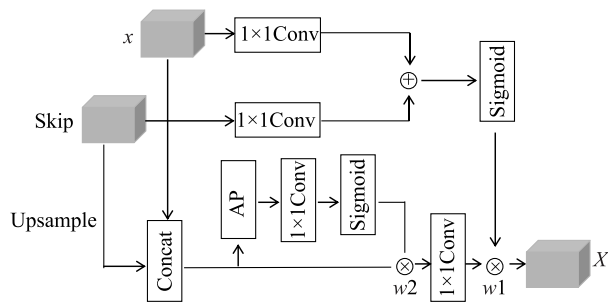 x
1×1Conv
Sigmoid
Skip
1×1Conv
AP
1×1Conv
Sigmoid
Upsample
Concat
1×1Conv
w2
w1
X